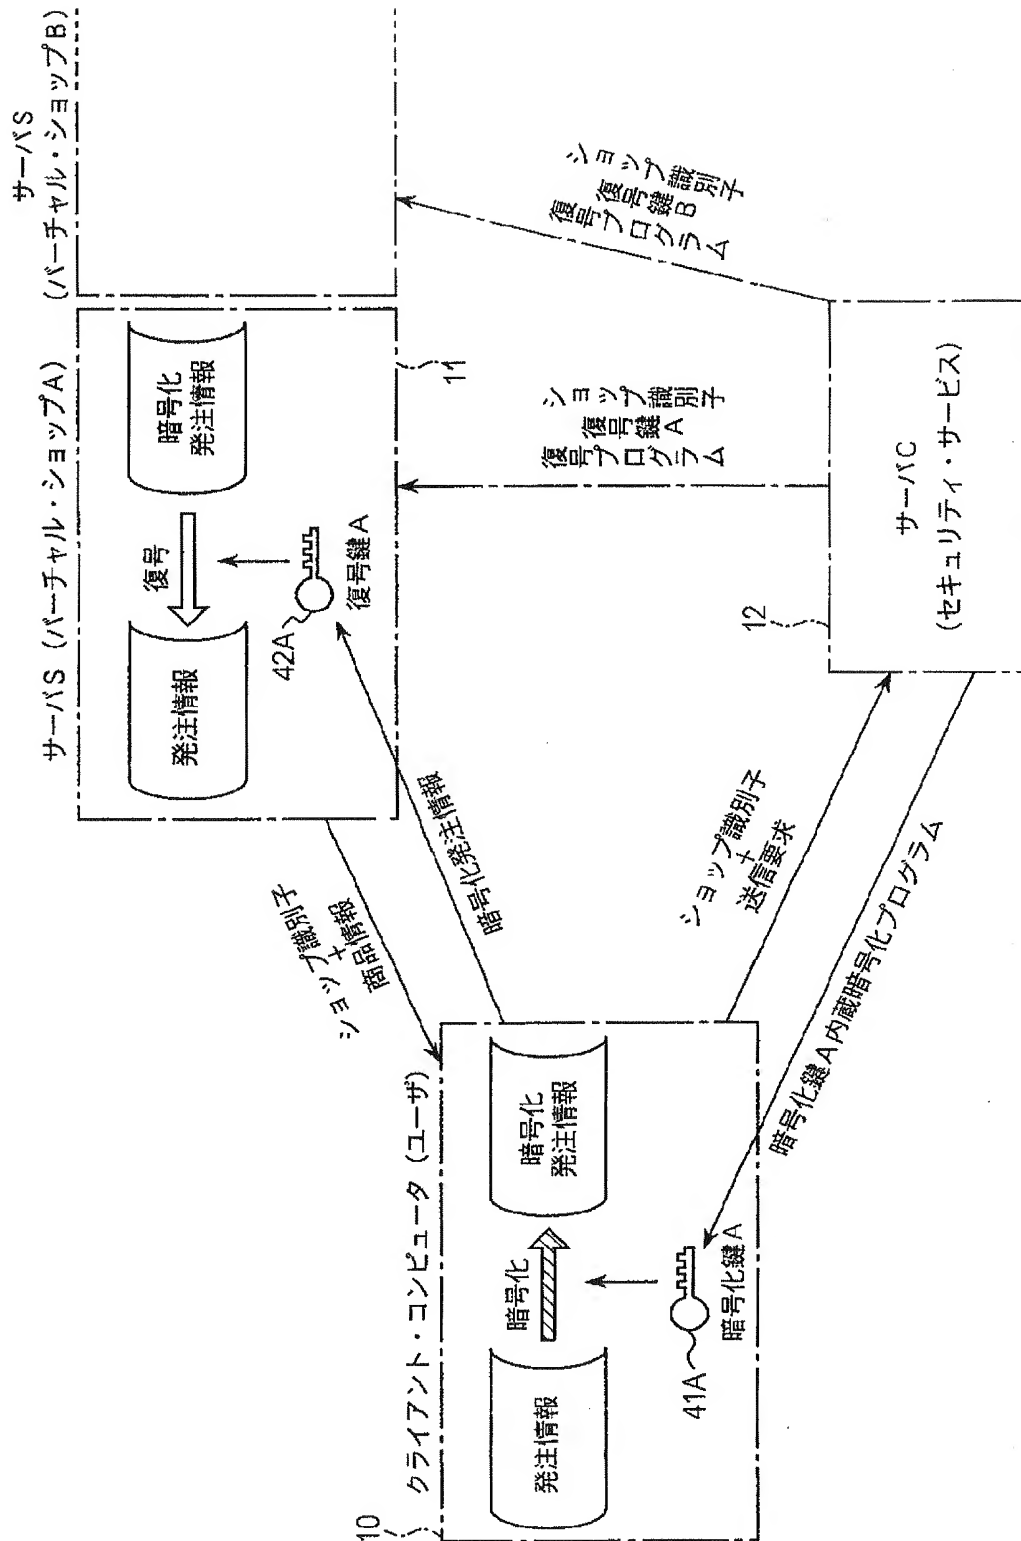 サーバS
(バーチャル・ショップB)
サーバS (バーチャル・ショップA)
暗号化
発注情報
復号
発注情報
復号鍵A
42A
11
ショップ識別子
復号鍵B
復号プログラム
ショップ識別子
復号鍵A
復号プログラム
サーバC
(セキュリティ・サービス)
12
ショップ識別子
+
商品情報
暗号化発注情報
ショップ識別子
+
送信要求
暗号化鍵A内蔵暗号化プログラム
クライアント・コンピュータ (ユーザ)
10
発注情報
暗号化
暗号化
発注情報
暗号化鍵A
41A